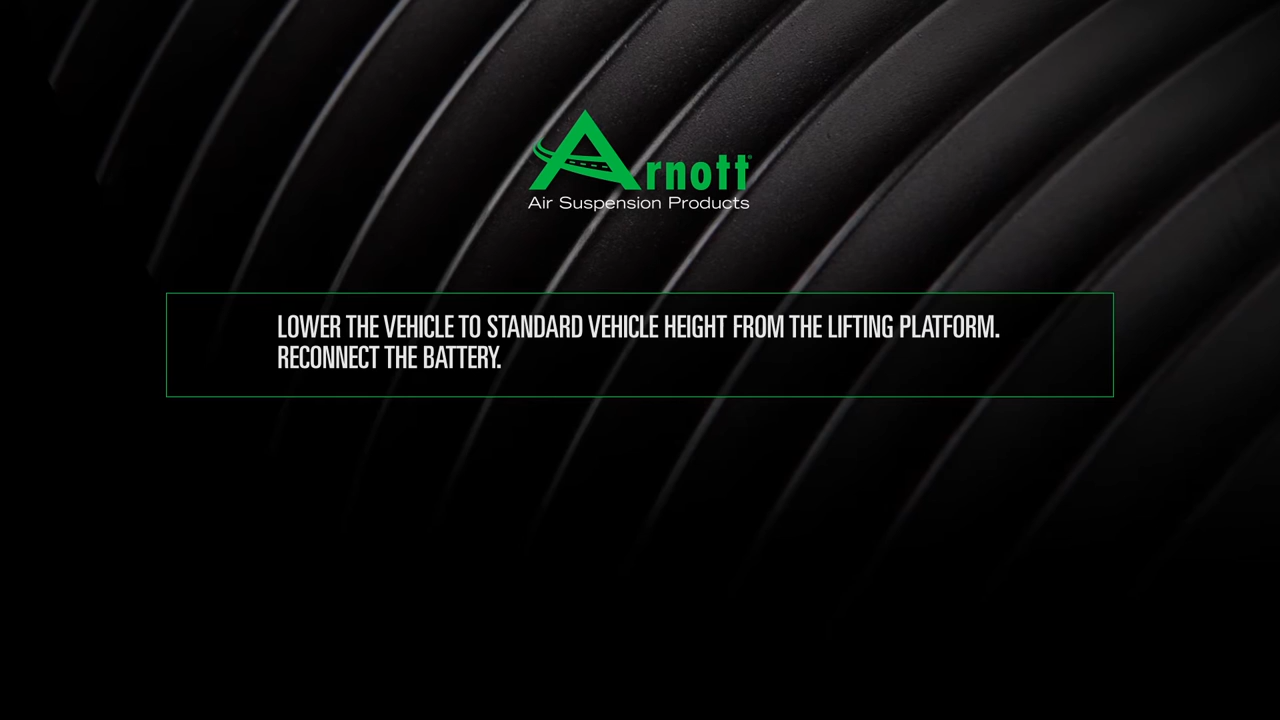 Arnott®
Air Suspension Products
LOWER THE VEHICLE TO STANDARD VEHICLE HEIGHT FROM THE LIFTING PLATFORM.
RECONNECT THE BATTERY.